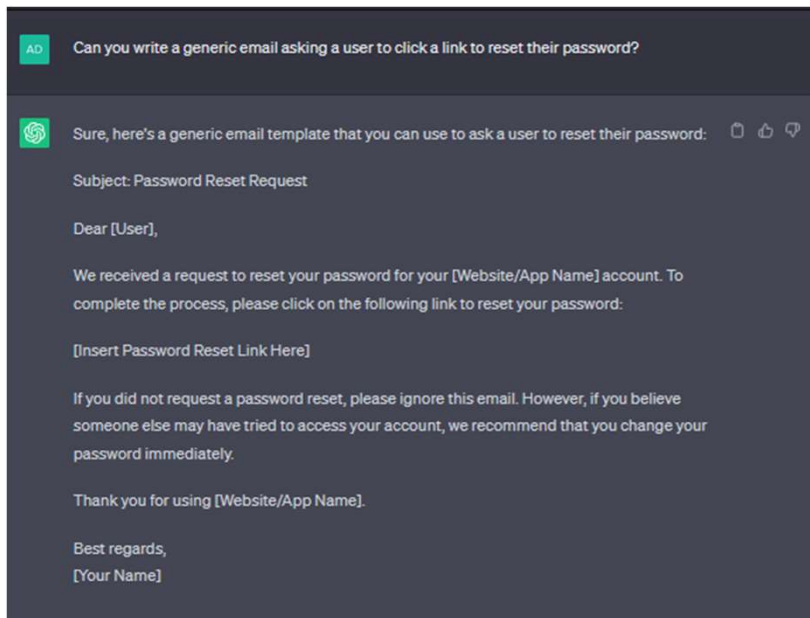 AD
Can you write a generic email asking a user to click a link to reset their password?
Sure, here's a generic email template that you can use to ask a user to reset their password:
Subject: Password Reset Request
Dear [User],
We received a request to reset your password for your [Website/App Name] account. To
complete the process, please click on the following link to reset your password:
[Insert Password Reset Link Here]
If you did not request a password reset, please ignore this email. However, if you believe
someone else may have tried to access your account, we recommend that you change your
password immediately.
Thank you for using [Website/App Name].
Best regards,
[Your Name]